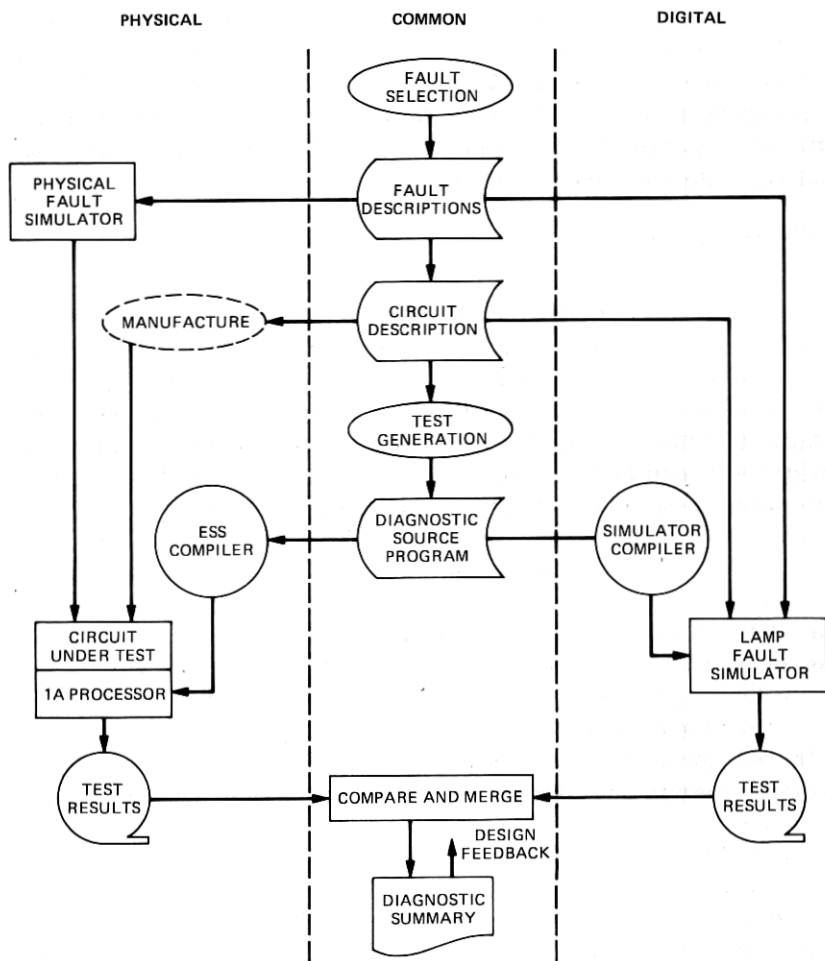 PHYSICAL
COMMON
DIGITAL
FAULT
SELECTION
PHYSICAL
FAULT
SIMULATOR
FAULT
DESCRIPTIONS
MANUFACTURE
CIRCUIT
DESCRIPTION
TEST
GENERATION
ESS
COMPILER
DIAGNOSTIC
SOURCE
PROGRAM
SIMULATOR
COMPILER
CIRCUIT
UNDER TEST
1A PROCESSOR
LAMP
FAULT
SIMULATOR
TEST
RESULTS
COMPARE AND MERGE
TEST
RESULTS
DESIGN
FEEDBACK
DIAGNOSTIC
SUMMARY